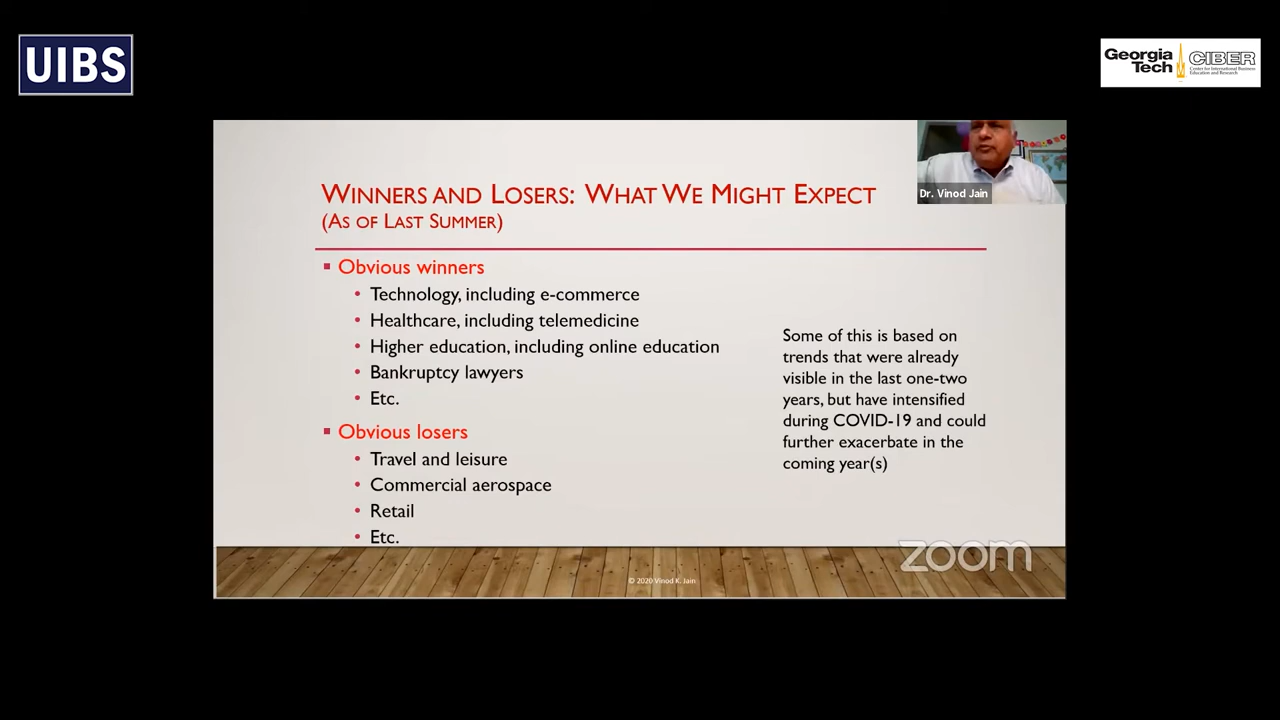 UIBS
Georgia
Tech
CIBER
Center for International Business
Education and Research
Dr. Vinod Jain
WINNERS AND LOSERS: WHAT WE MIGHT EXPECT
(AS OF LAST SUMMER)
▪ Obvious winners
• Technology, including e-commerce
• Healthcare, including telemedicine
• Higher education, including online education
• Bankruptcy lawyers
• Etc.
▪ Obvious losers
• Travel and leisure
• Commercial aerospace
• Retail
• Etc.
Some of this is based on
trends that were already
visible in the last one-two
years, but have intensified
during COVID-19 and could
further exacerbate in the
coming year(s)
zoom
© 2020 Vinod K. Jain